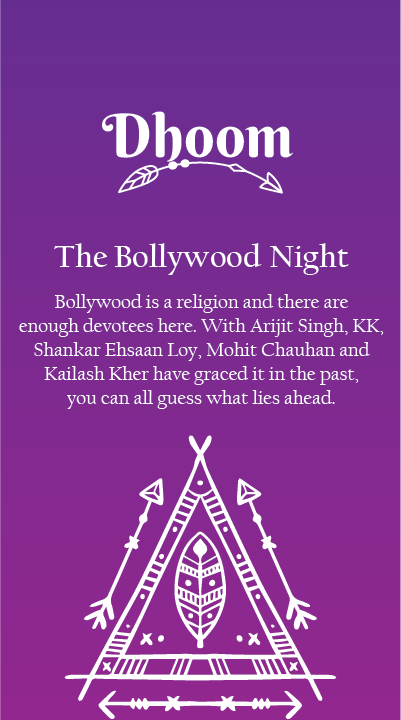 Dhoom
The Bollywood Night
Bollywood is a religion and there are
enough devotees here. With Arijit Singh, KK,
Shankar Ehsaan Loy, Mohit Chauhan and
Kailash Kher have graced it in the past,
you can all guess what lies ahead.